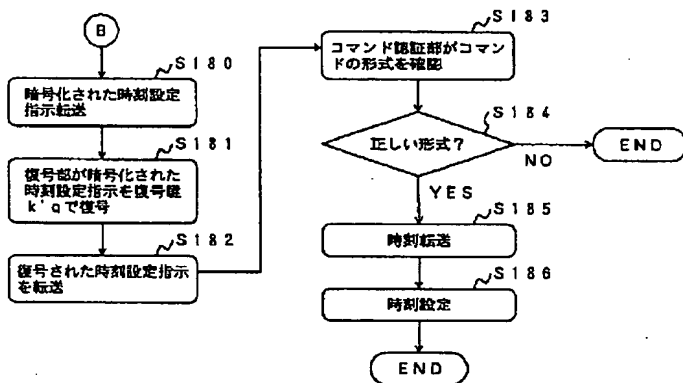 B
S180
暗号化された時刻設定
指示転送
S181
復号部が暗号化された
時刻設定指示を復号鍵
k'qで復号
S182
復号された時刻設定指示
を転送
S183
コマンド認証部がコマン
ドの形式を確認
S184
正しい形式?
NO
END
YES
S185
時刻転送
S186
時刻設定
END